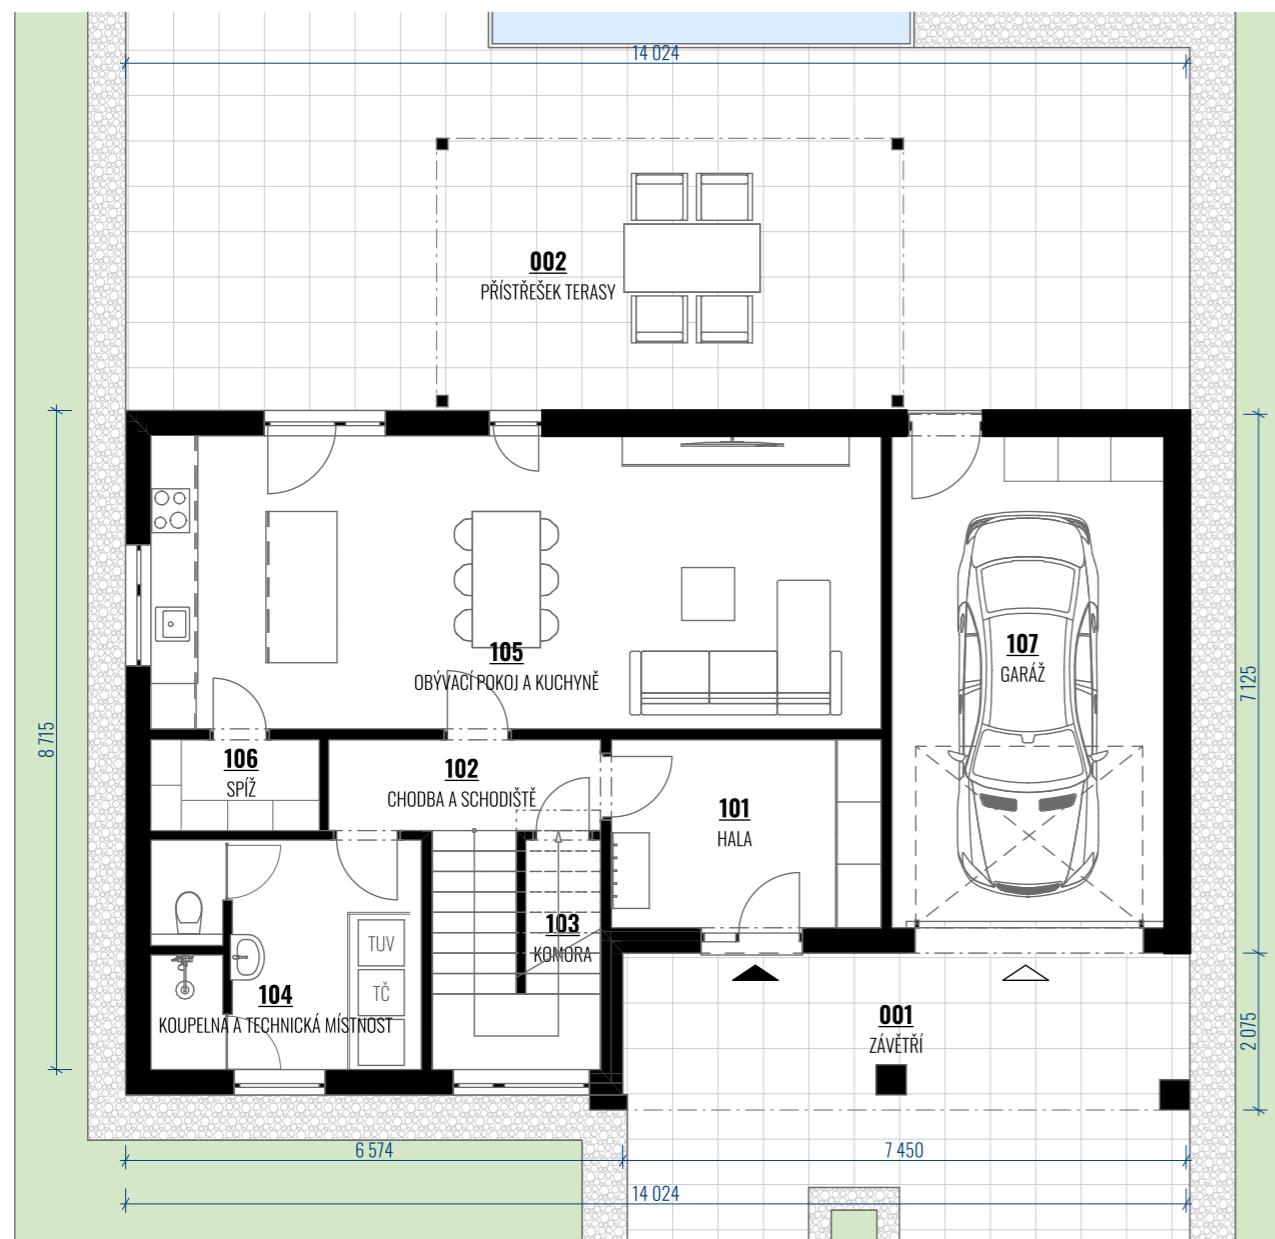 14 024
002
PŘÍSTŘEŠEK TERASY
105
OBÝVACÍ POKOJ A KUCHYNĚ
107
GARÁŽ
7 125
8 715
106
SPÍŽ
102
CHODBA A SCHODIŠTĚ
101
HALA
103
KOMORA
TUV
TČ
104
KOUPELNA A TECHNICKÁ MÍSTNOST
001
ZÁVĚTŘÍ
2 075
6 574
7 450
14 024